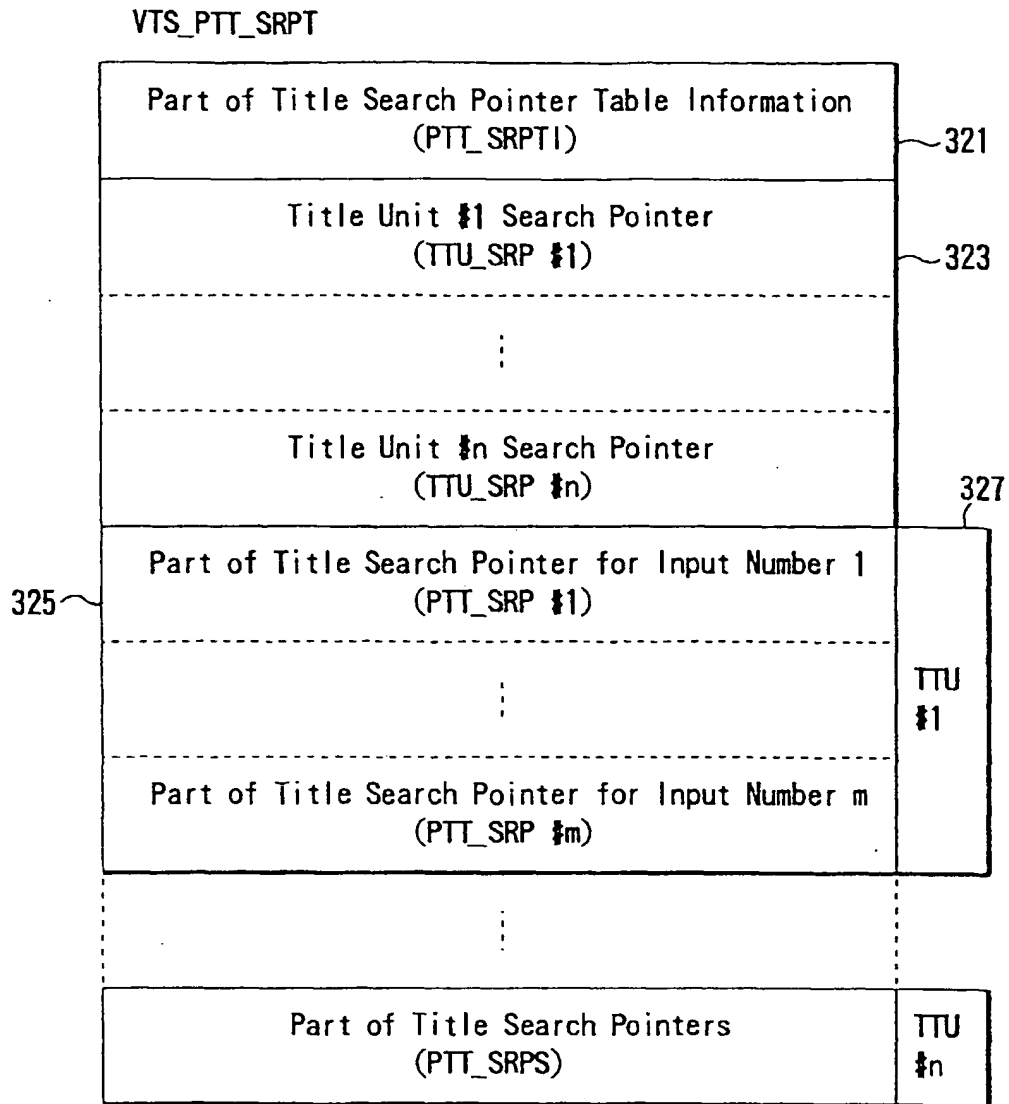 VTS_PTT_SRPT
Part of Title Search Pointer Table Information
(PTT_SRPTI)
321
Title Unit #1 Search Pointer
(TTU_SRP #1)
323
Title Unit #n Search Pointer
(TTU_SRP #n)
327
Part of Title Search Pointer for Input Number 1
(PTT_SRP #1)
325
TTU
#1
Part of Title Search Pointer for Input Number m
(PTT_SRP #m)
Part of Title Search Pointers
(PTT_SRPS)
TTU
#n